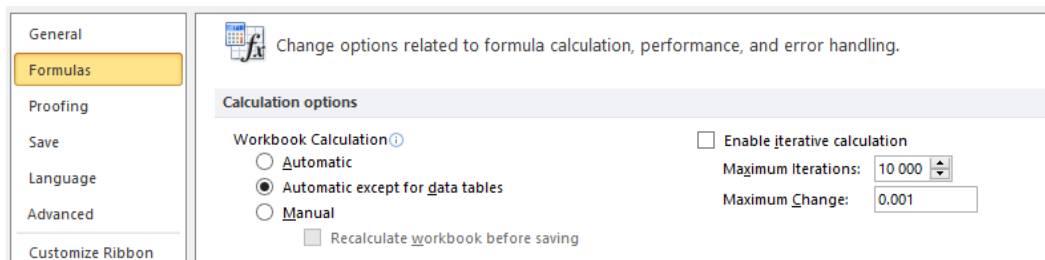 General
Formulas
Proofing
Save
Language
Advanced
Customize Ribbon
Change options related to formula calculation, performance, and error handling.
Calculation options
Workbook Calculation
Automatic
Automatic except for data tables
Manual
Recalculate workbook before saving
Enable iterative calculation
Maximum Iterations: 10 000
Maximum Change: 0.001